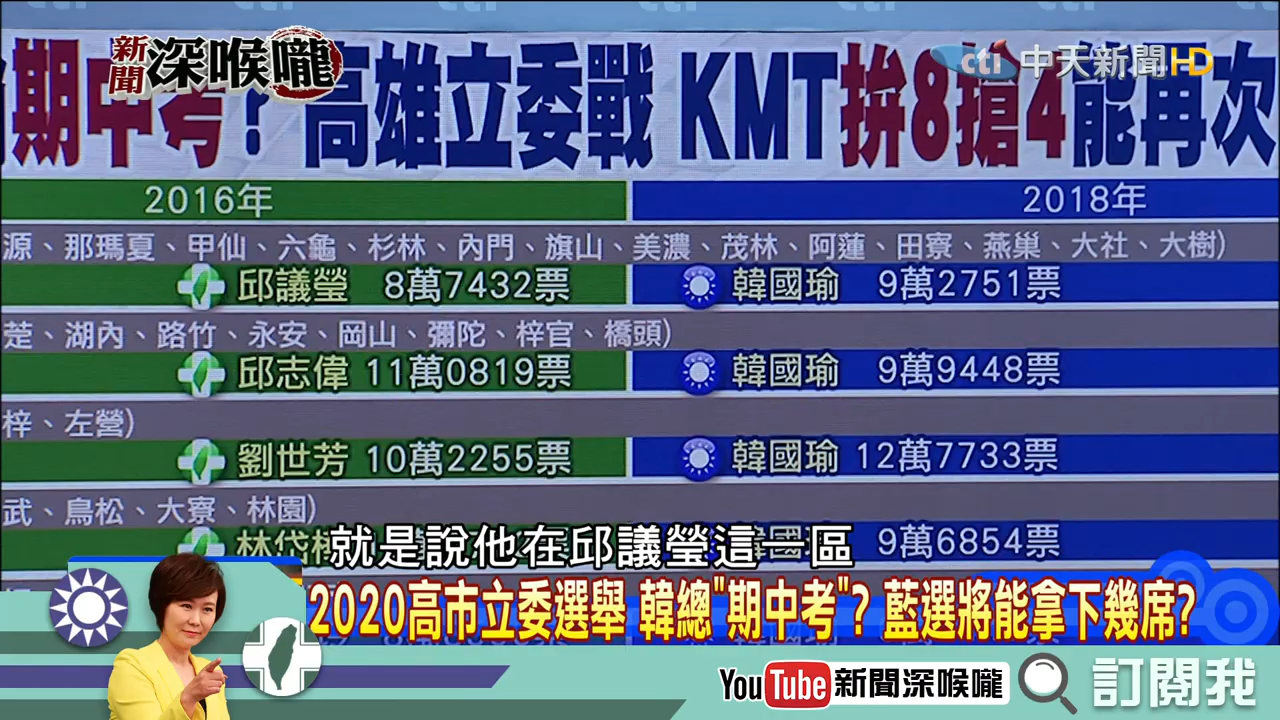 新聞深喉嚨
cti 中天新聞HD
期中考? 高雄立委戰 KMT拚8搶4能再次
2016年 2018年
源、那瑪夏、甲仙、六龜、杉林、內門、旗山、美濃、茂林、阿蓮、田寮、燕巢、大社、大樹)
邱議瑩 8萬7432票 韓國瑜 9萬2751票
、湖內、路竹、永安、岡山、彌陀、梓官、橋頭)
邱志偉 11萬0819票 韓國瑜 9萬9448票
梓、左營)
劉世芳 10萬2255票 韓國瑜 12萬7733票
武、鳥松、大寮、林園)
林岱 9萬6854票
就是說他在邱議瑩這一區
2020高市立委選舉 韓總"期中考"? 藍選將能拿下幾席?
YouTube 新聞深喉嚨 訂閱我